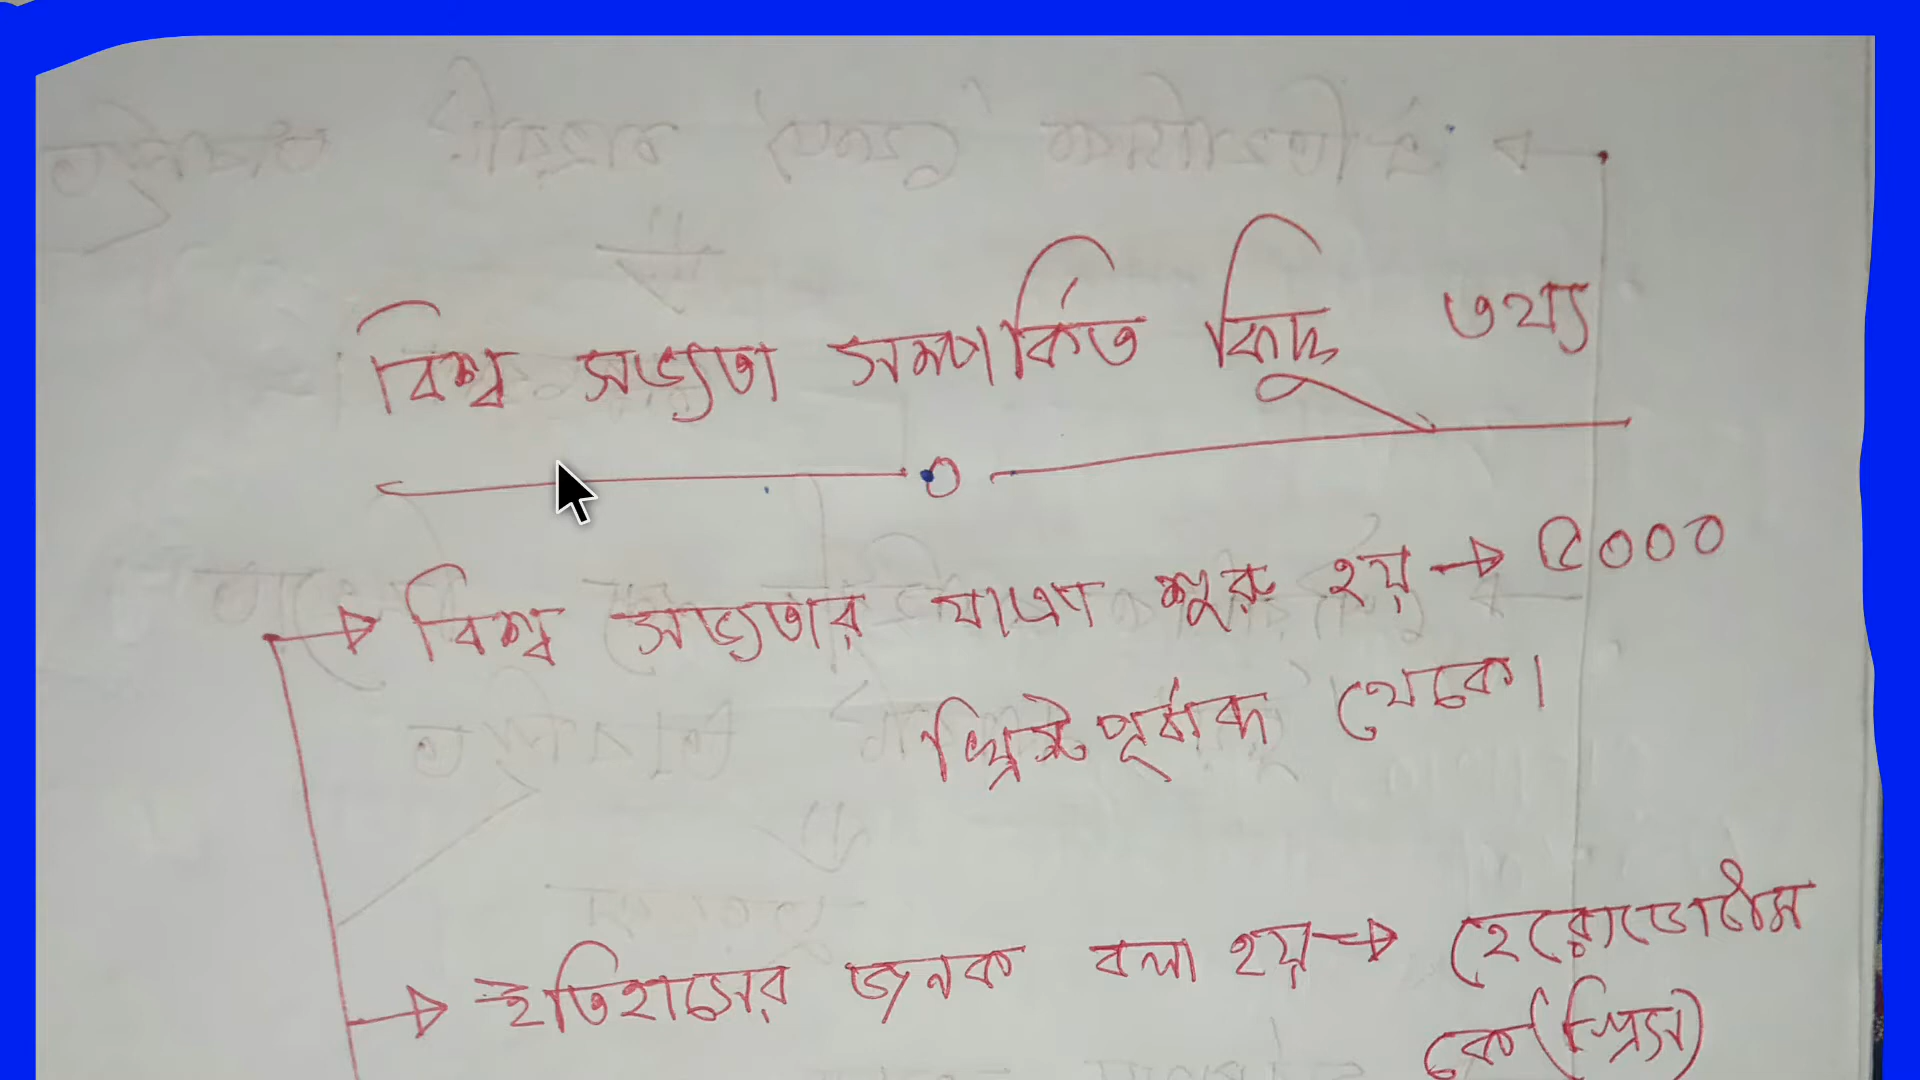 বিশ্ব সভ্যতা সম্পর্কিত কিছু তথ্য
→ বিশ্ব সভ্যতার যাত্রা শুরু হয় → ৫০০০
খ্রিষ্টপূর্বাব্দ থেকে।
→ ইতিহাসের জনক বলা হয় → হেরোডোটাস
কে (গ্রিস)